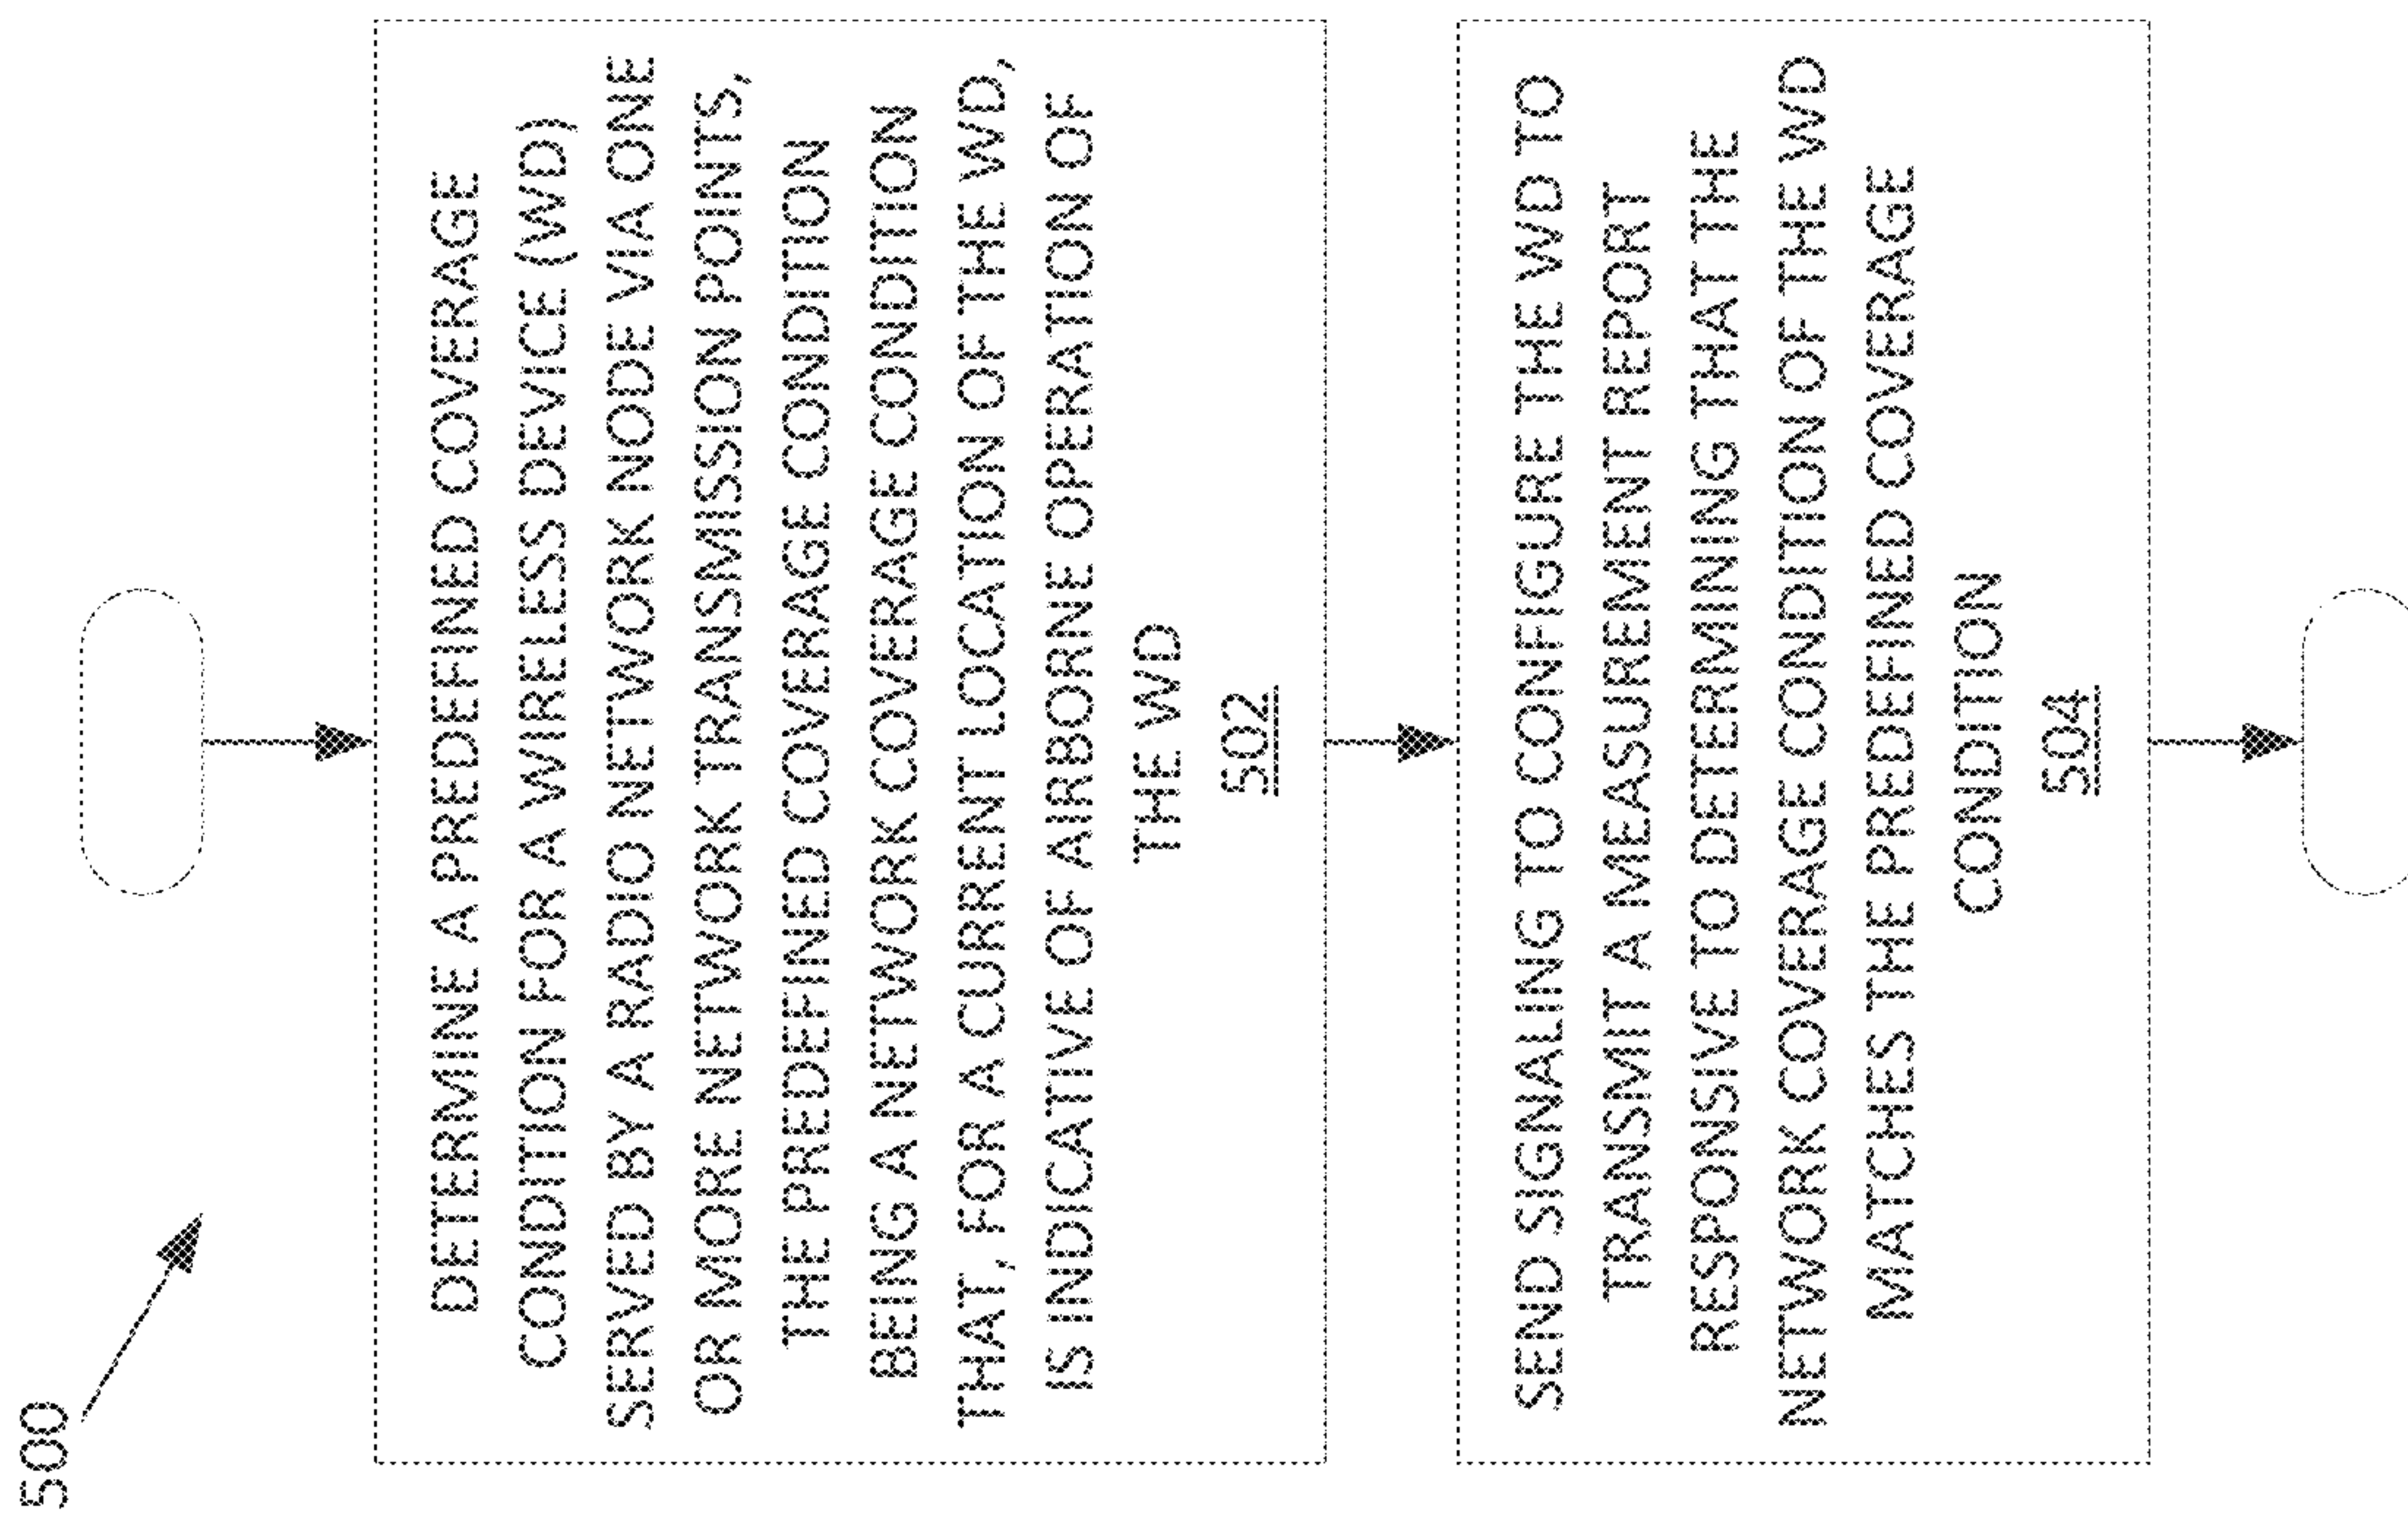 500
DETERMINE A PREDEFINED COVERAGE
CONDITION FOR A WIRELESS DEVICE (WD)
SERVED BY A RADIO NETWORK NODE VIA ONE
OR MORE NETWORK TRANSMISSION POINTS,
THE PREDEFINED COVERAGE CONDITION
BEING A NETWORK COVERAGE CONDITION
THAT, FOR A CURRENT LOCATION OF THE WD,
IS INDICATIVE OF AIRBORNE OPERATION OF
THE WD
502
SEND SIGNALING TO CONFIGURE THE WD TO
TRANSMIT A MEASUREMENT REPORT
RESPONSIVE TO DETERMINING THAT THE
NETWORK COVERAGE CONDITION OF THE WD
MATCHES THE PREDEFINED COVERAGE
CONDITION
504